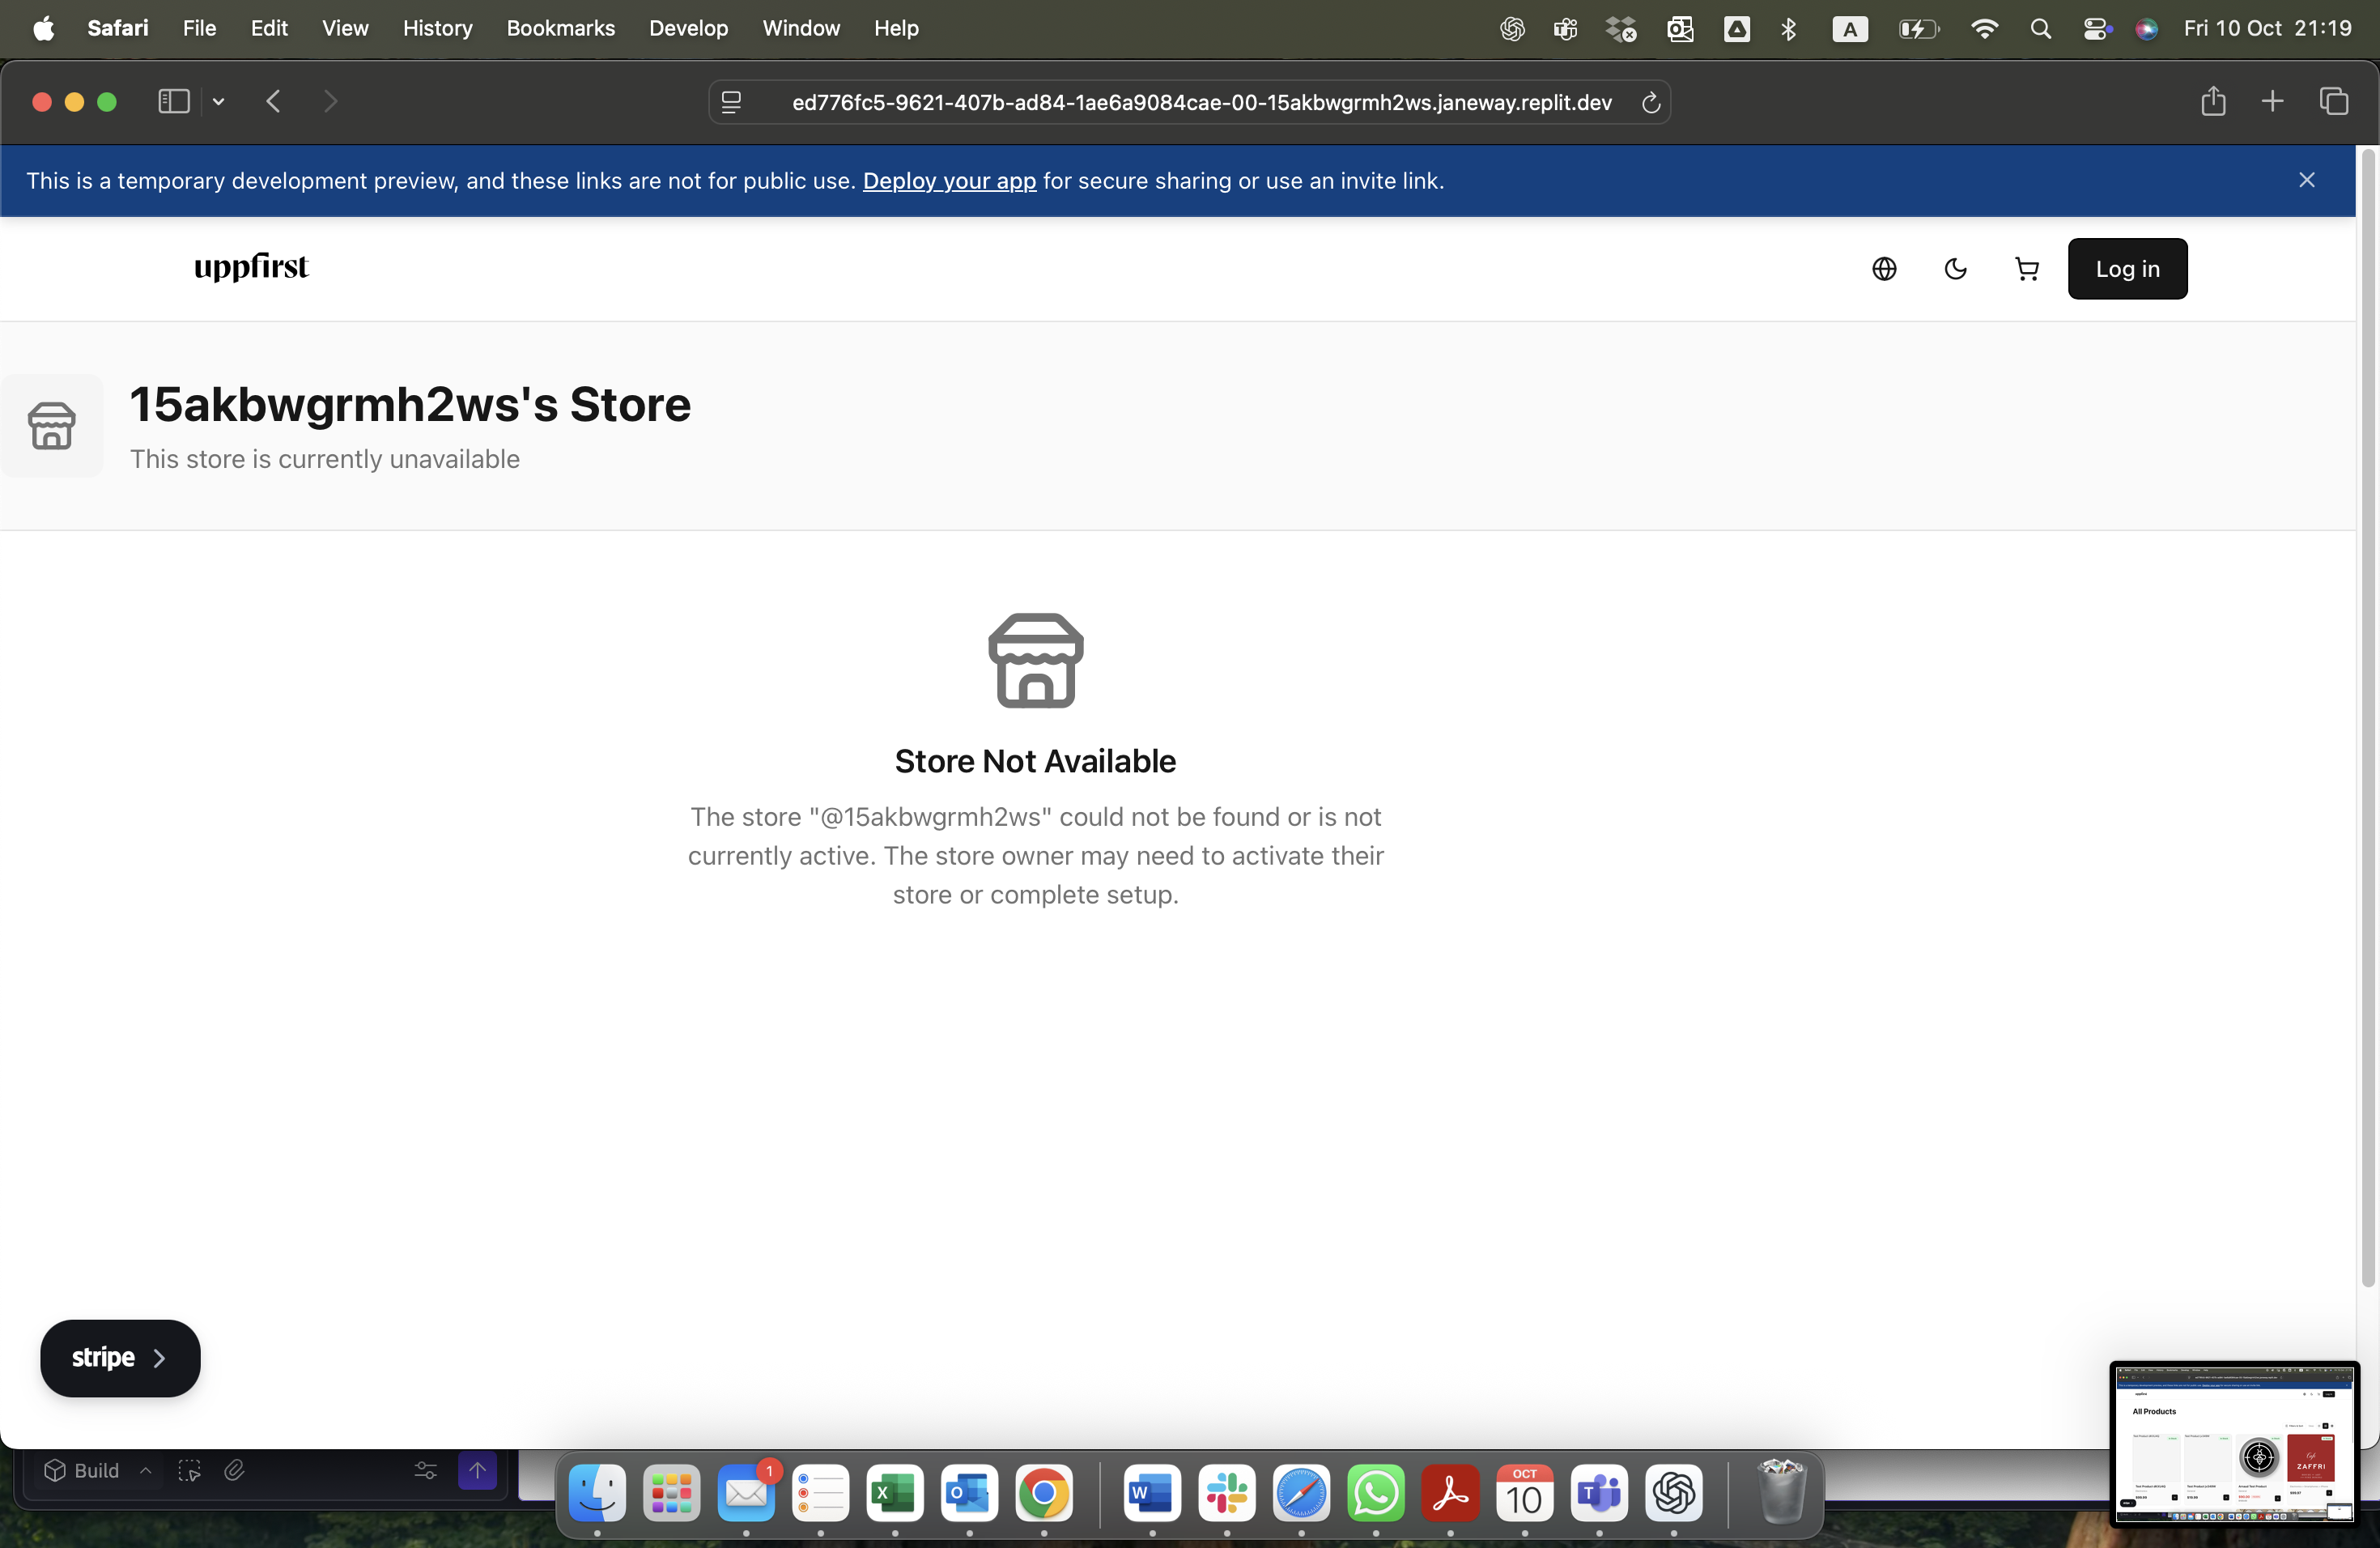 Safari File Edit View History Bookmarks Develop Window Help A Fri 10 Oct 21:19
ed776fc5-9621-407b-ad84-1ae6a9084cae-00-15akbwgrmh2ws.janeway.replit.dev
This is a temporary development preview, and these links are not for public use. Deploy your app for secure sharing or use an invite link.
uppfirst
Log in
15akbwgrmh2ws's Store
This store is currently unavailable
Store Not Available
The store "@15akbwgrmh2ws" could not be found or is not
currently active. The store owner may need to activate their
store or complete setup.
stripe
All Products
ZAFFRI
Build
1
OCT
10